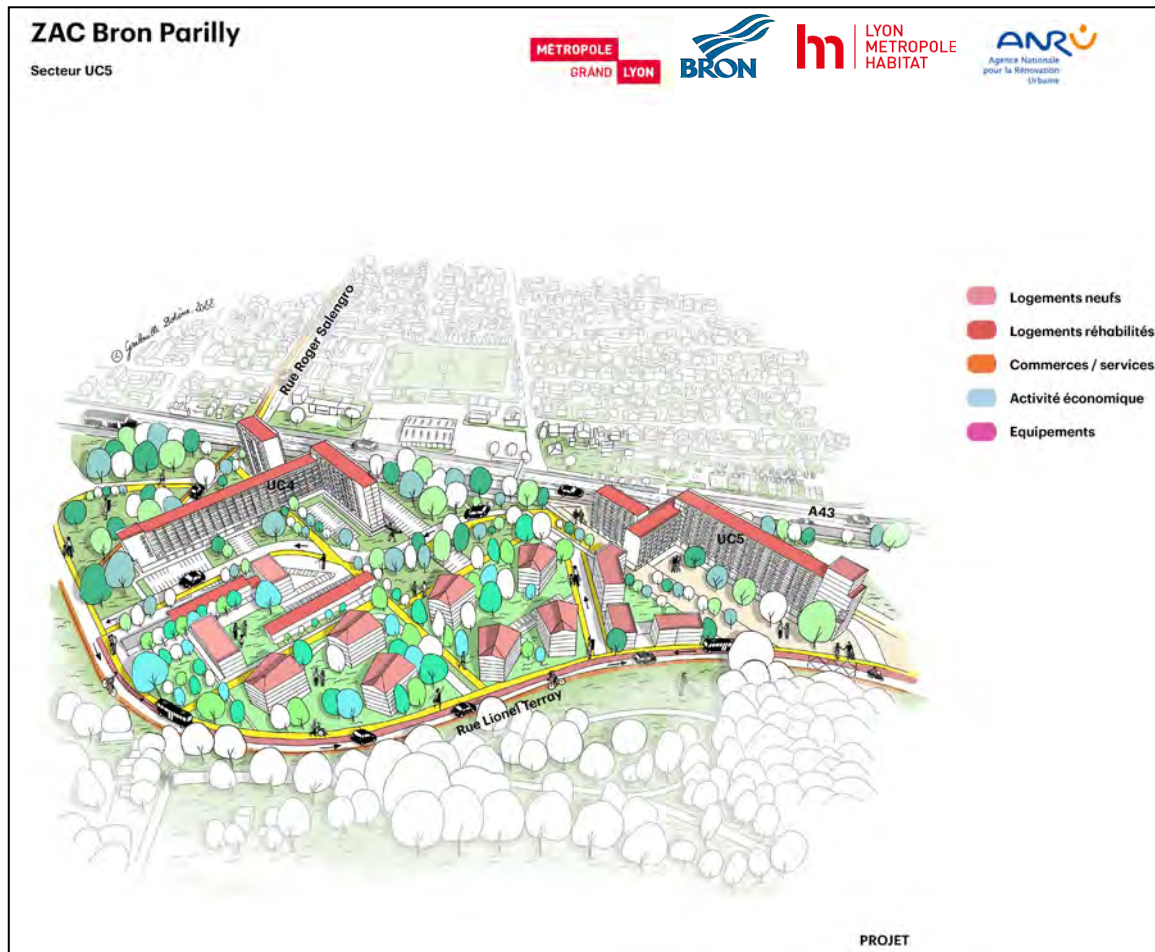 ZAC Bron Parilly
Secteur UC5
MÉTROPOLE
GRAND LYON
BRON
hm
LYON
METROPOLE
HABITAT
ANRU
Agence Nationale
pour la Rénovation
Urbaine
Rue Roger Salengro
2022
UC4
A43
UC5
Rue Lionel Terray
Logements neufs
Logements réhabilités
Commerces / services
Activité économique
Equipements
PROJET